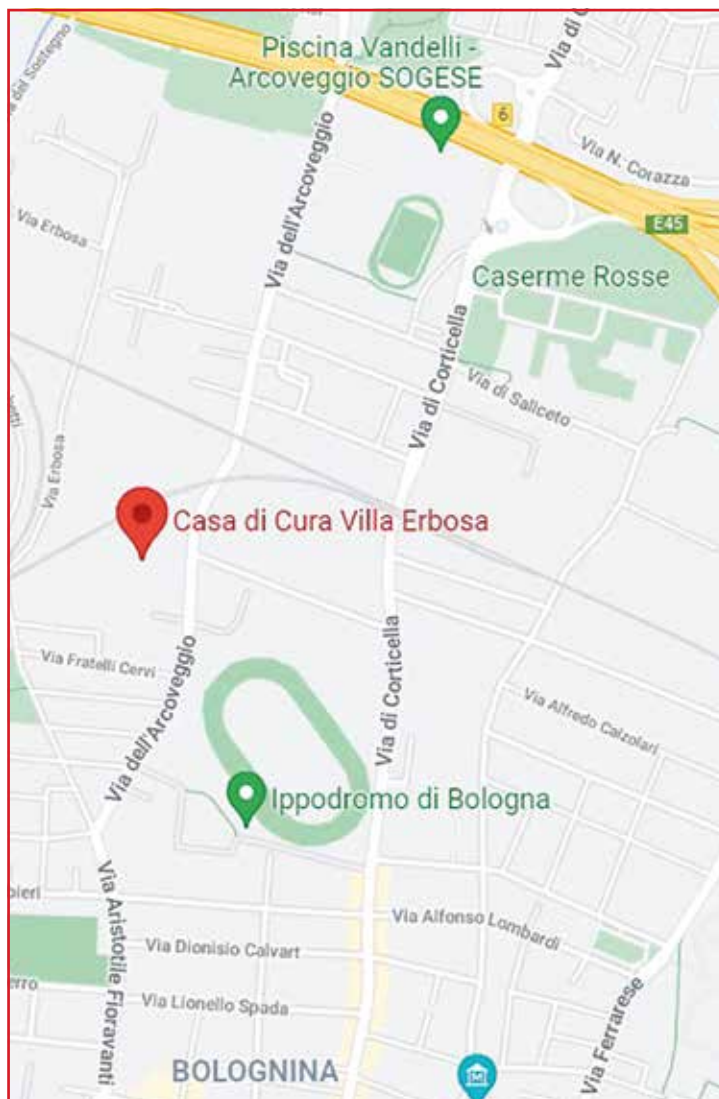 Piscina Vandelli -
Arcoveggio SOGESE
6
Via N. Corazza
E45
Via dell'Arcoveggio
Via Erbosa
Caserme Rosse
Via di Corticella
Via di Saliceto
Via Erbosa
Casa di Cura Villa Erbosa
Via Fratelli Cervi
Via dell'Arcoveggio
Via di Corticella
Via Alfredo Calzolari
Ippodromo di Bologna
Via Aristotile Fioravanti
Via Alfonso Lombardi
Via Dionisio Calvart
Via Lionello Spada
Via Ferrarese
BOLOGNINA
M